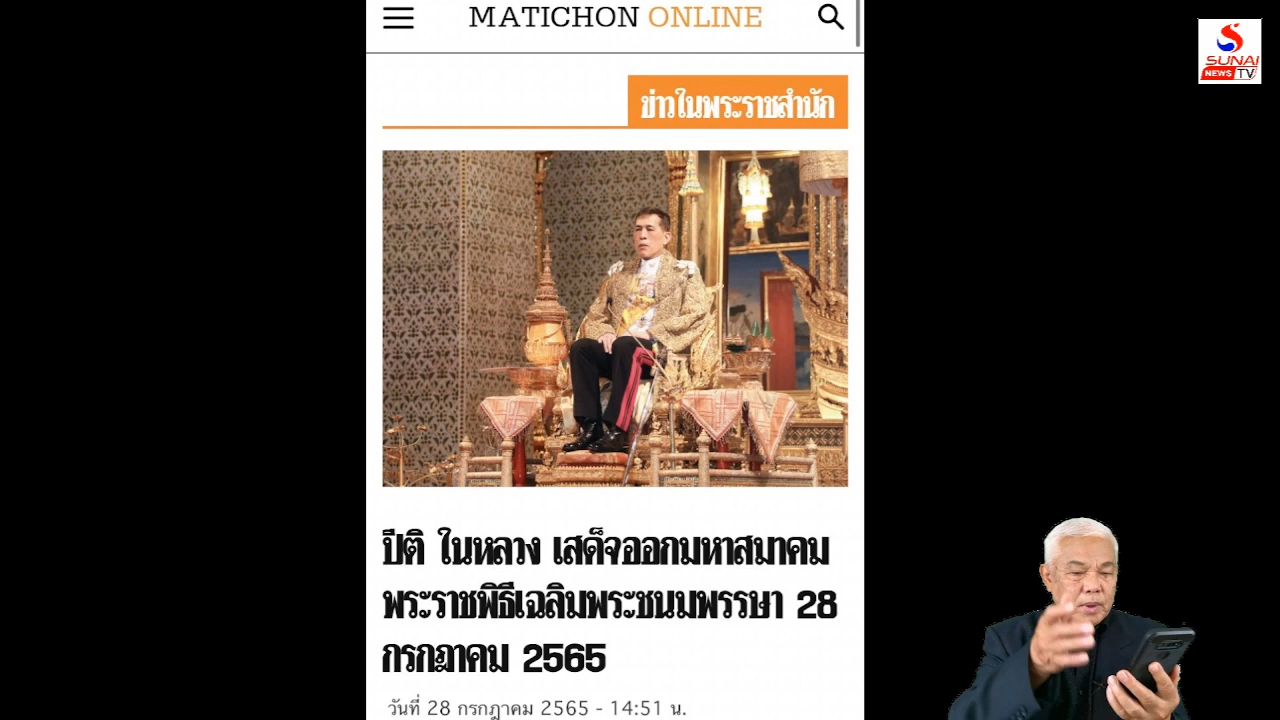 MATICHON ONLINE
SUNAI
NEWS TV
ข่าวในพระราชสำนัก
ปีติ ในหลวง เสด็จออกมหาสมาคม
พระราชพิธีเฉลิมพระชนมพรรษา 28
กรกฎาคม 2565
วันที่ 28 กรกฎาคม 2565 - 14:51 น.